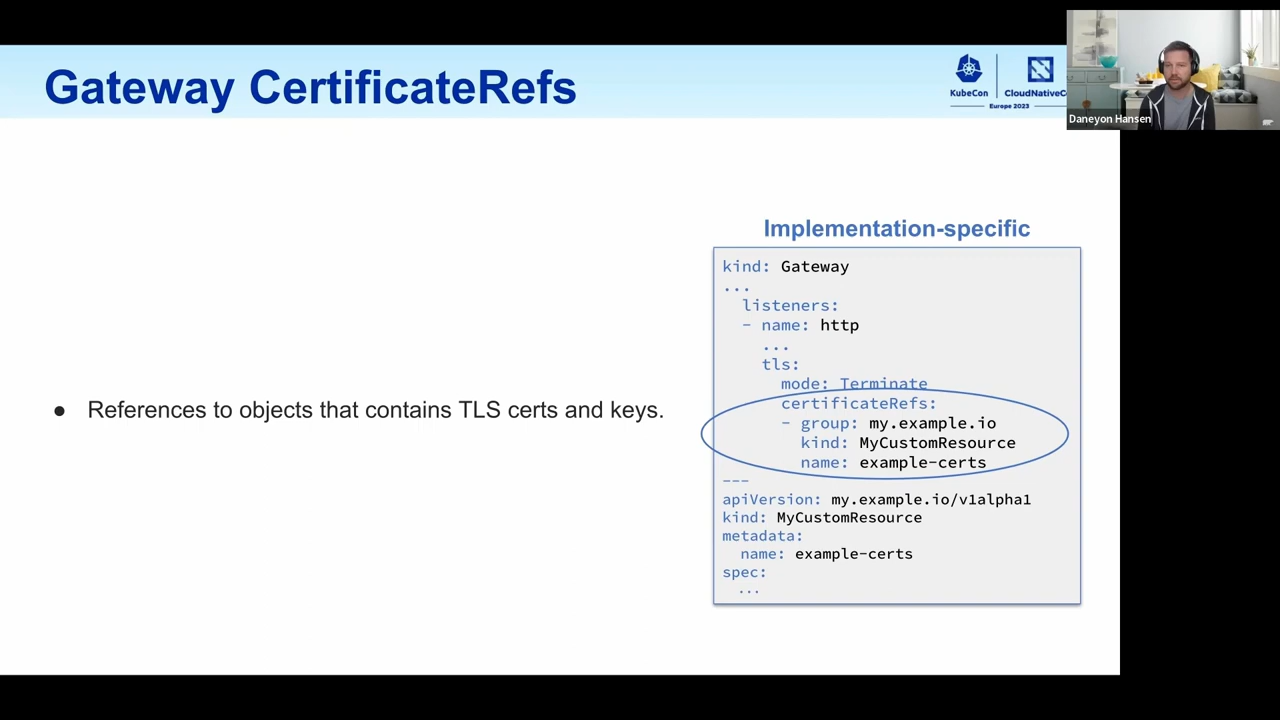 Gateway CertificateRefs
KubeCon
CloudNativeC
Europe 2023
Daneyon Hansen
Implementation-specific
kind: Gateway
...
listeners:
- name: http
...
tls:
mode: Terminate
certificateRefs:
- group: my.example.io
kind: MyCustomResource
name: example-certs
---
apiVersion: my.example.io/v1alpha1
kind: MyCustomResource
metadata:
name: example-certs
spec:
...
● References to objects that contains TLS certs and keys.